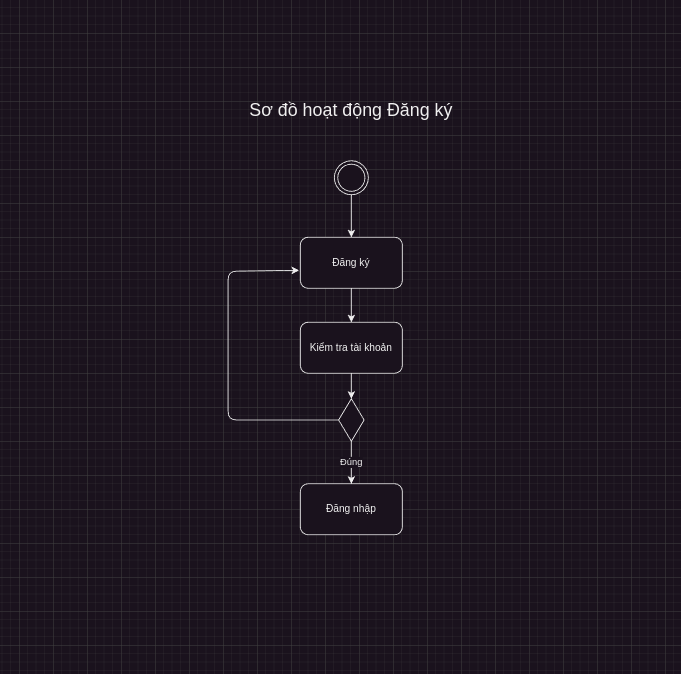 Sơ đồ hoạt động Đăng ký
Đăng ký
Kiểm tra tài khoản
Đúng
Đăng nhập